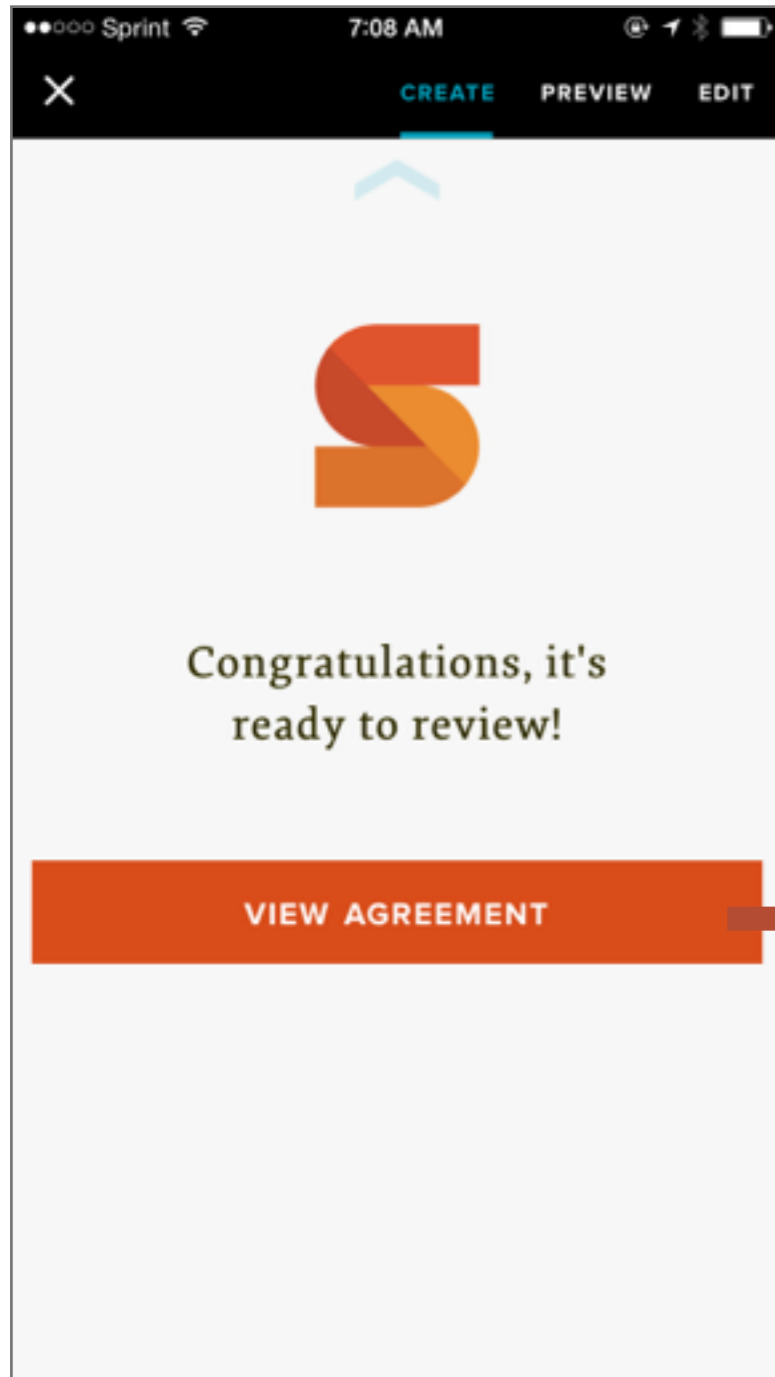 Sprint 7:08 AM
CREATE PREVIEW EDIT
Congratulations, it's
ready to review!
VIEW AGREEMENT